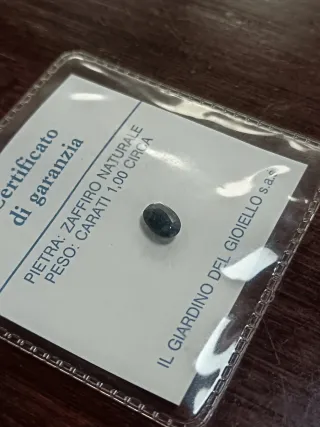 Certificato
di garanzia
PIETRA: ZAFFIRO NATURALE
PESO: CARATI 1.00 CIRCA
IL GIARDINO DEL GIOIELLO s.a.s.